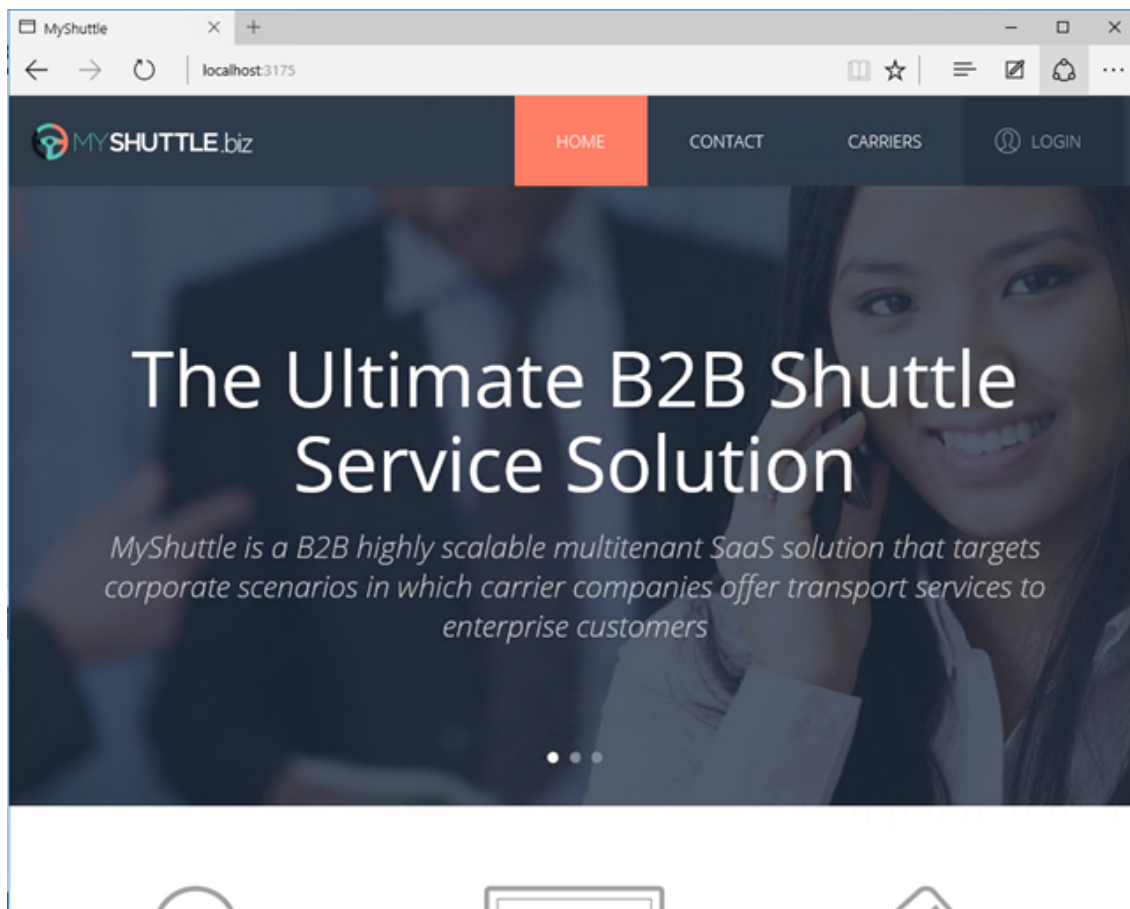 MyShuttle
localhost:3175
MYSHUTTLE.biz
HOME
CONTACT
CARRIERS
LOGIN
The Ultimate B2B Shuttle
Service Solution
MyShuttle is a B2B highly scalable multitenant SaaS solution that targets
corporate scenarios in which carrier companies offer transport services to
enterprise customers